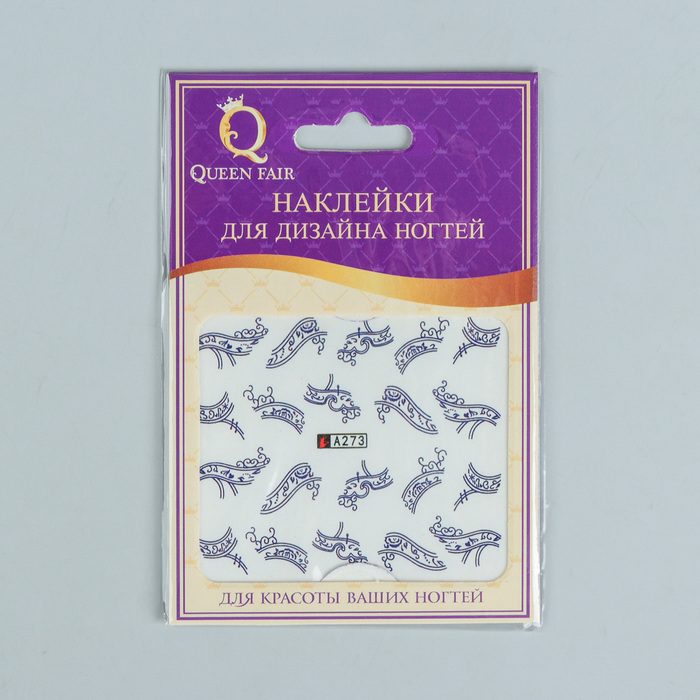 QUEEN FAIR
НАКЛЕЙКИ
ДЛЯ ДИЗАЙНА НОГТЕЙ
A273
ДЛЯ КРАСОТЫ ВАШИХ НОГТЕЙ